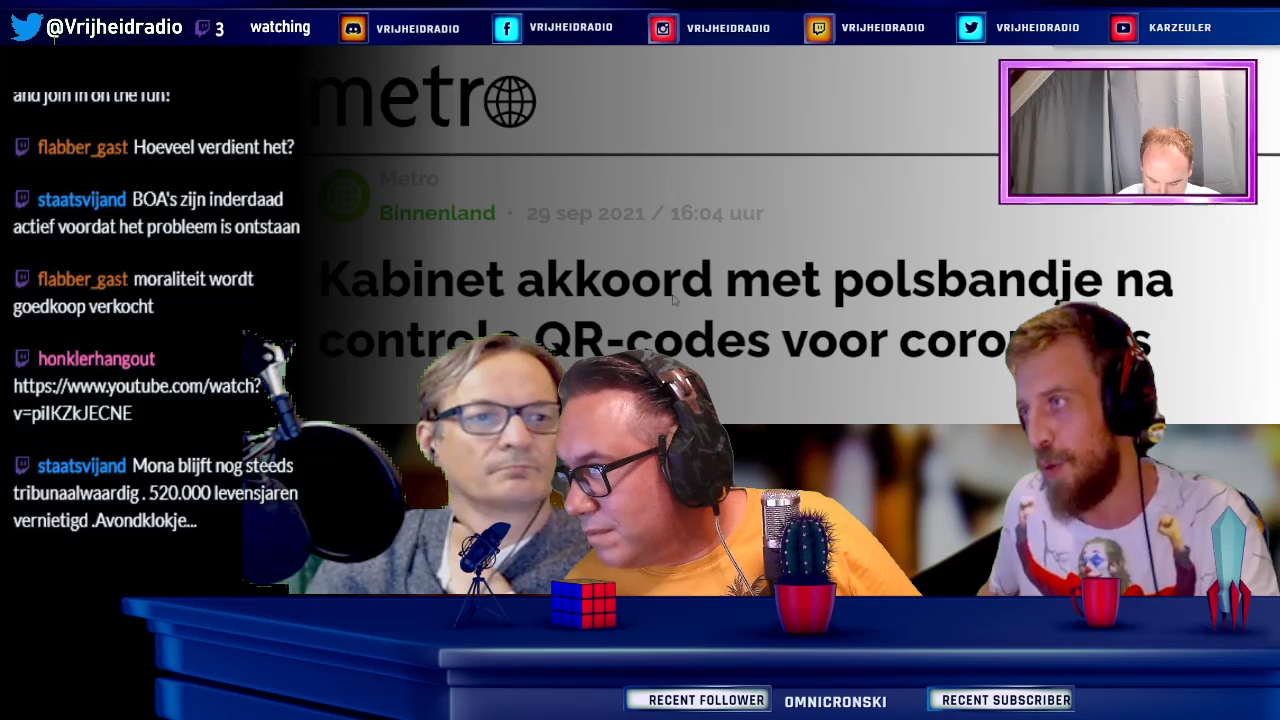 @Vrijheidradio 3 watching VRIJHEIDRADIO VRIJHEIDRADIO VRIJHEIDRADIO VRIJHEIDRADIO VRIJHEIDRADIO KARZEULER
and join in on the fun!
flabber_gast Hoeveel verdient het?
staatsvijand BOA's zijn inderdaad
actief voordat het probleem is ontstaan
flabber_gast moraliteit wordt
goedkoop verkocht
honklerhangout
https://www.youtube.com/watch?
v=piIKZkJECNE
staatsvijand Mona blijft nog steeds
tribunaalwaardig . 520.000 levensjaren
vernietigd .Avondklokje...
metro
Metro
Binnenland · 29 sep 2021 / 16:04 uur
Kabinet akkoord met polsbandje na
controle QR-codes voor
RECENT FOLLOWER OMNICRONSKI RECENT SUBSCRIBER